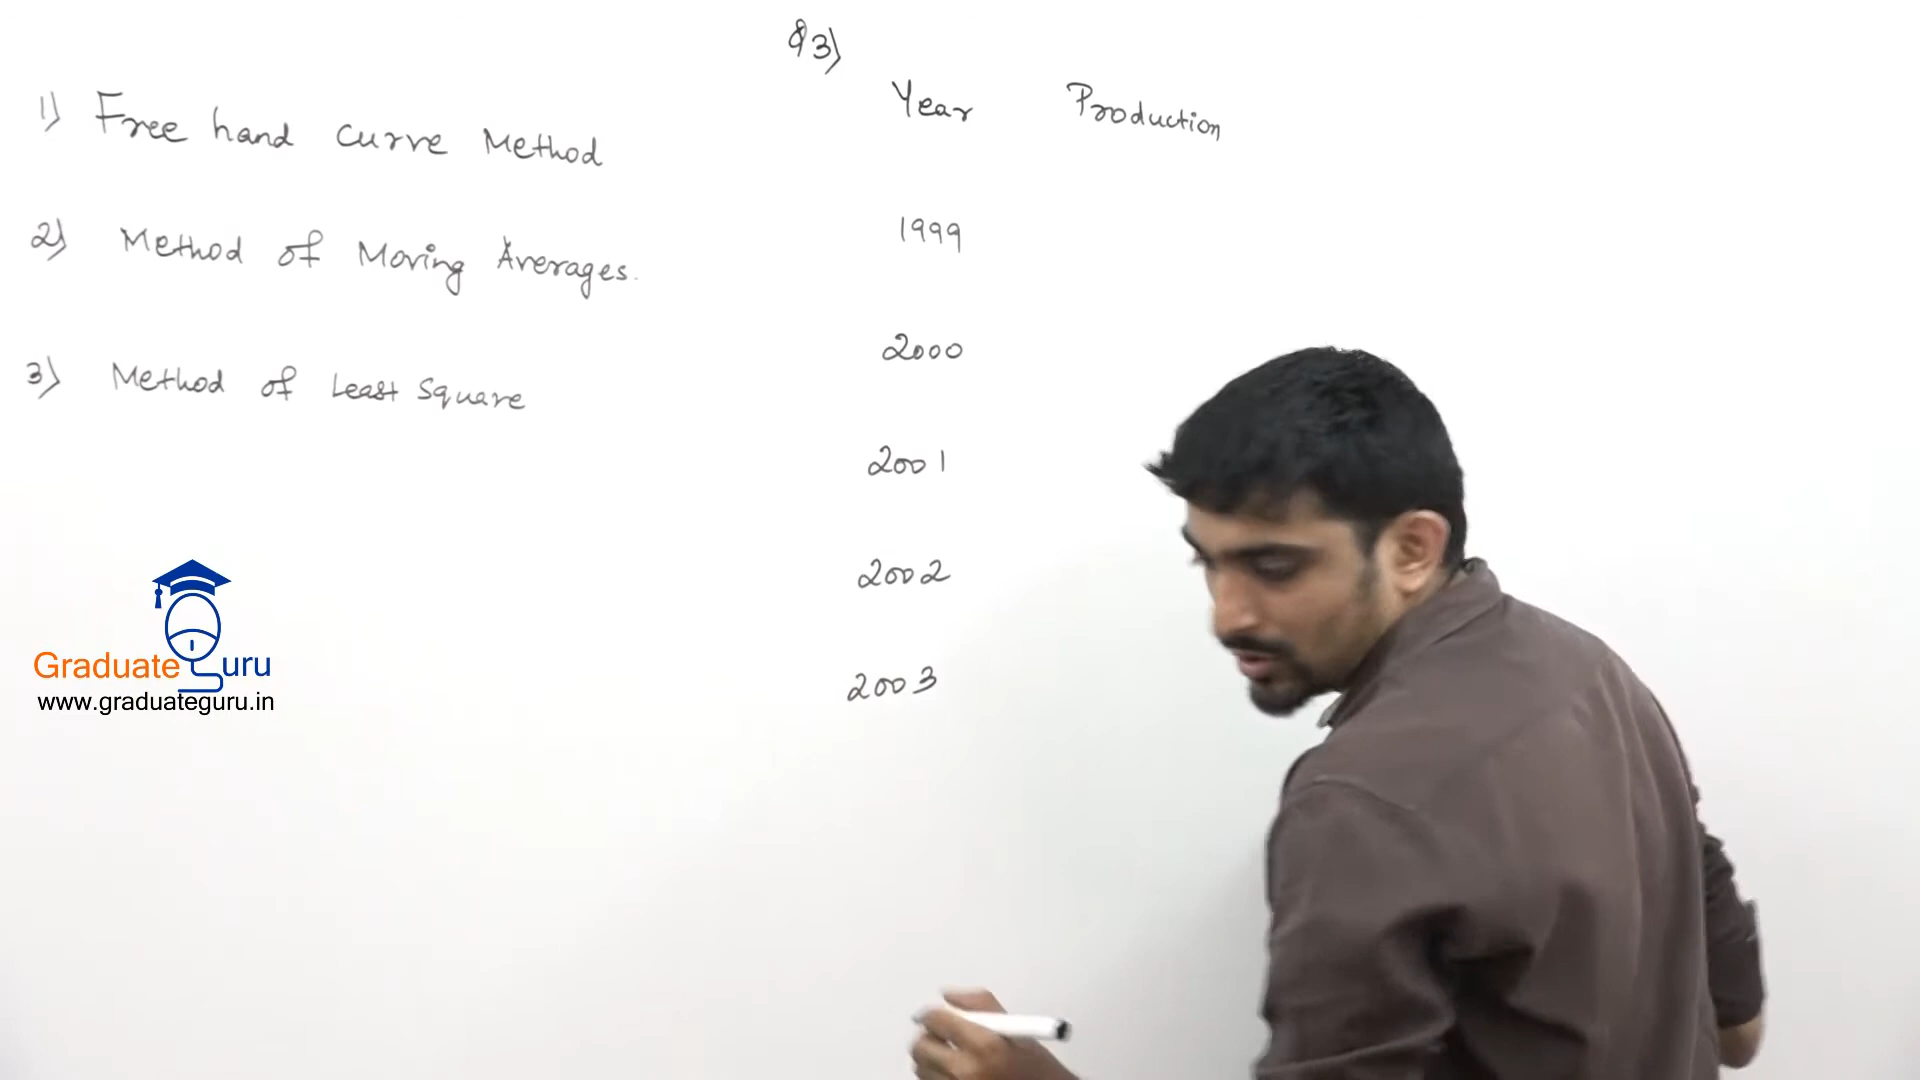 1) Free hand curve Method
2) Method of Moving Averages.
3) Method of Least Square
Q3)
Year Production
1999
2000
2001
2002
2003
Graduate Guru
www.graduateguru.in